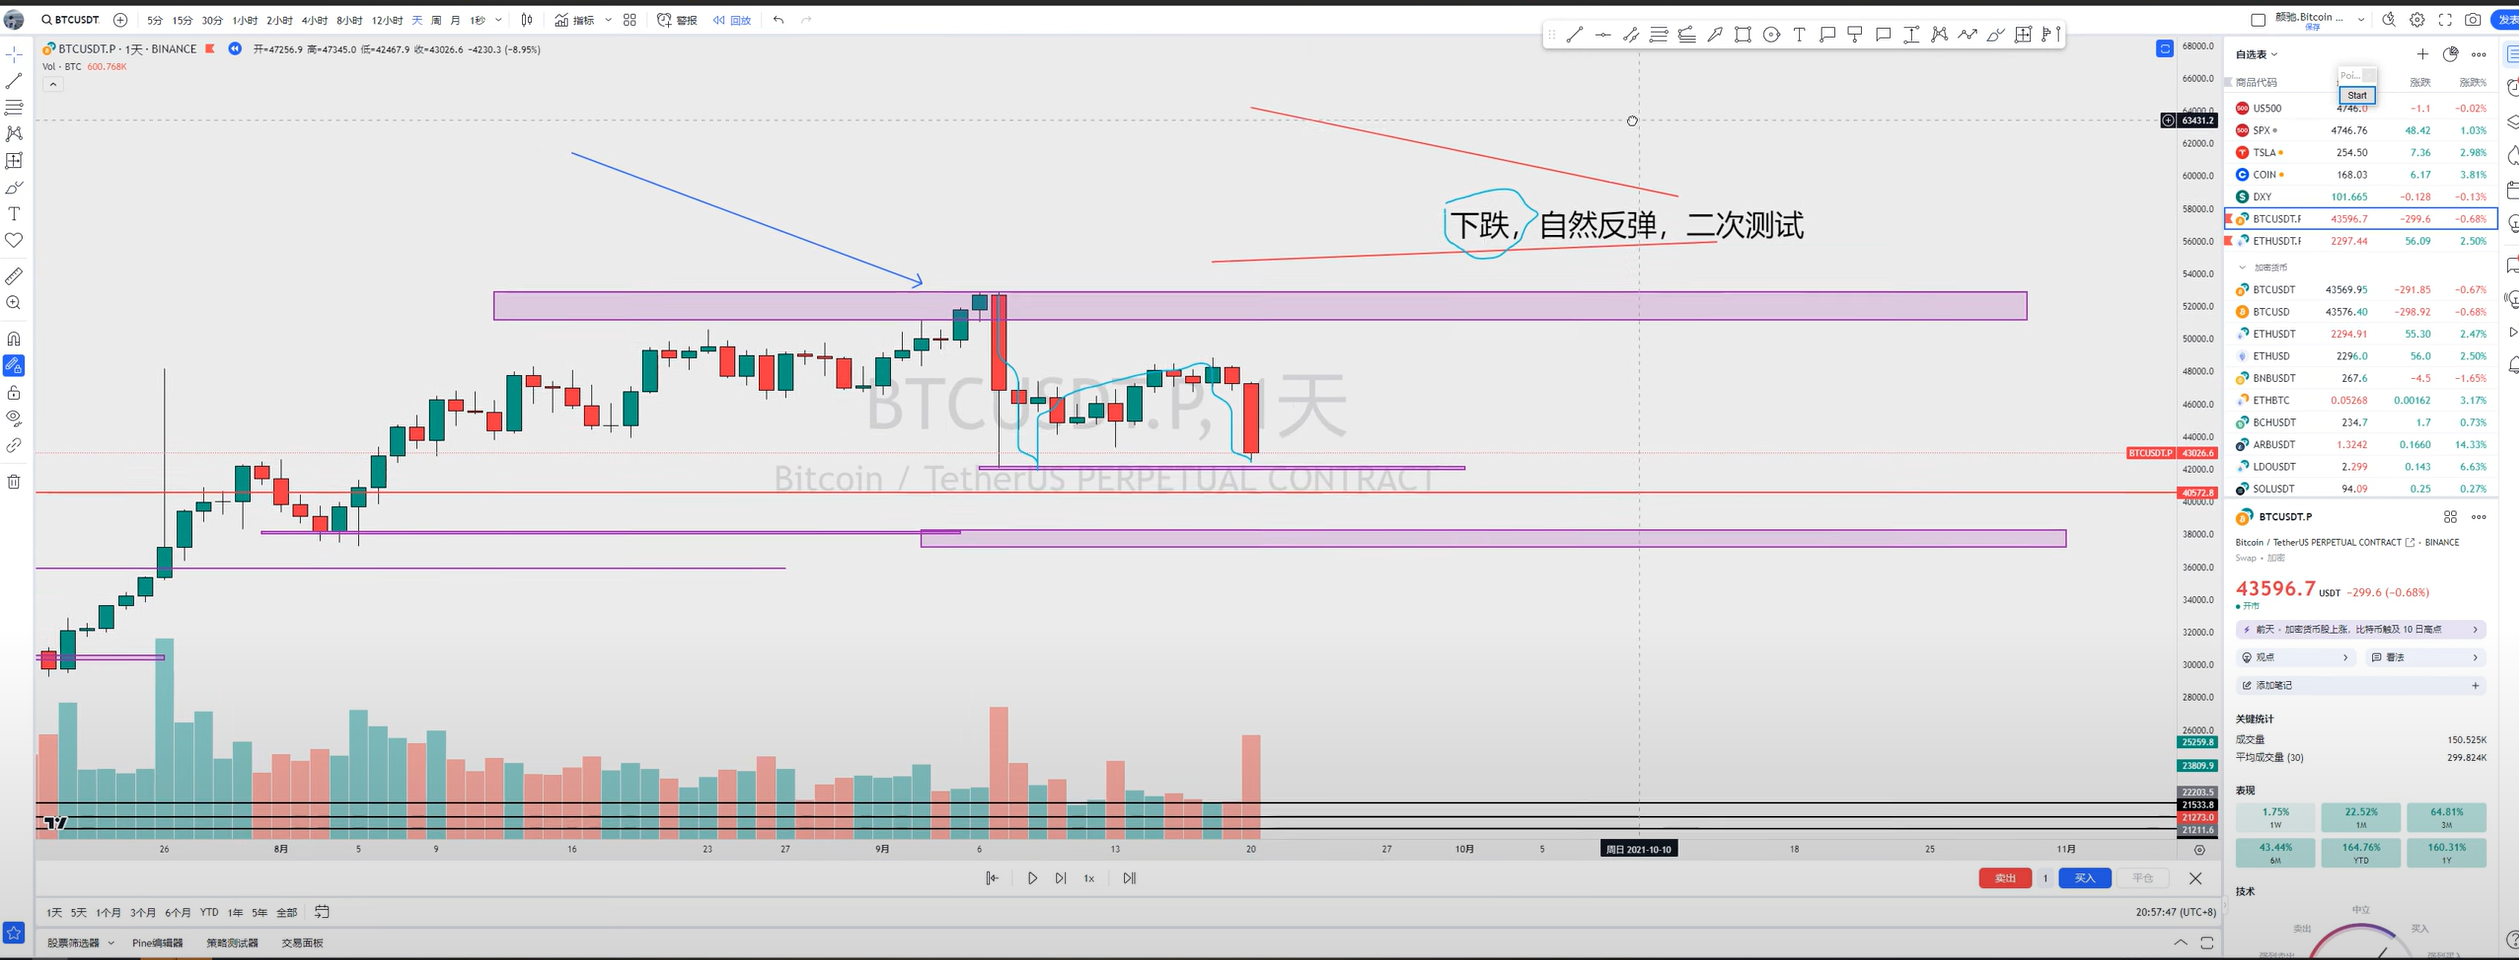 BTCUSDT. 5分 15分 30分 1小时 2小时 4小时 8小时 12小时 天 周 月 1秒 指标 警报 回放 颜驰.Bitcoin ... 保存 发表
BTCUSDT.P · 1天 · BINANCE 开=47256.9 高=47345.0 低=42467.9 收=43026.6 -4230.3 (-8.95%)
Vol · BTC 600.768K
下跌，自然反弹，二次测试
BTCUSDT.P, 1天
Bitcoin / TetherUS PERPETUAL CONTRACT
68000.0
66000.0
64000.0
63431.2
62000.0
60000.0
58000.0
56000.0
54000.0
52000.0
50000.0
48000.0
46000.0
44000.0
BTCUSDT.P 43026.6
42000.0
40572.8
40000.0
38000.0
36000.0
34000.0
32000.0
30000.0
28000.0
26000.0
25259.8
23809.9
22203.5
21533.8
21273.0
21211.6
26 8月 5 9 16 23 27 9月 6 13 20 27 10月 5 周日 2021-10-10 18 25 11月
1x 卖出 1 买入 平仓
1天 5天 1个月 3个月 6个月 YTD 1年 5年 全部 20:57:47 (UTC+8)
股票筛选器 Pine编辑器 策略测试器 交易面板
自选表
Poi...
Start
商品代码 涨跌 涨跌%
US500 4746.0 -1.1 -0.02%
SPX 4746.76 48.42 1.03%
TSLA 254.50 7.36 2.98%
COIN 168.03 6.17 3.81%
DXY 101.665 -0.128 -0.13%
BTCUSDT.F 43596.7 -299.6 -0.68%
ETHUSDT.F 2297.44 56.09 2.50%
加密货币
BTCUSDT 43569.95 -291.85 -0.67%
BTCUSD 43576.40 -298.92 -0.68%
ETHUSDT 2294.91 55.30 2.47%
ETHUSD 2296.0 56.0 2.50%
BNBUSDT 267.6 -4.5 -1.65%
ETHBTC 0.05268 0.00162 3.17%
BCHUSDT 234.7 1.7 0.73%
ARBUSDT 1.3242 0.1660 14.33%
LDOUSDT 2.299 0.143 6.63%
SOLUSDT 94.09 0.25 0.27%
BTCUSDT.P
Bitcoin / TetherUS PERPETUAL CONTRACT · BINANCE
Swap · 加密
43596.7 USDT -299.6 (-0.68%)
开市
前天 · 加密货币股上涨，比特币触及 10 日高点
观点 看法
添加笔记
关键统计
成交量 150.525K
平均成交量 (30) 299.824K
表现
1.75% 22.52% 64.81%
1W 1M 3M
43.44% 164.76% 160.31%
6M YTD 1Y
技术
中立
卖出 买入